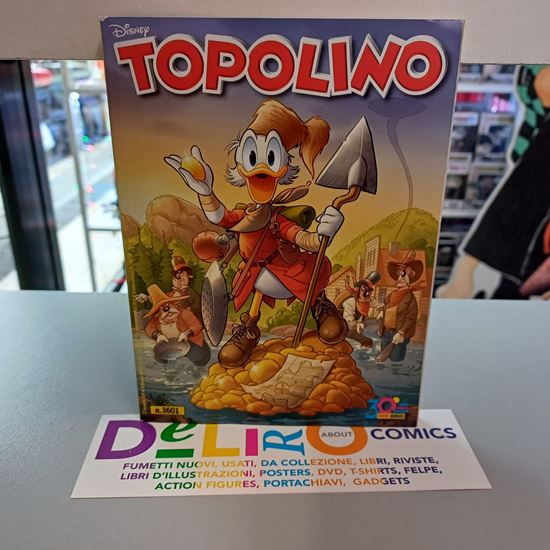 Disney
TOPOLINO
n. 3601
DeLiRO ABOUT COMICS
FUMETTI NUOVI, USATI, DA COLLEZIONE, LIBRI, RIVISTE,
LIBRI D'ILLUSTRAZIONI, POSTERS, DVD, T-SHIRTS, FELPE,
ACTION FIGURES, PORTACHIAVI, GADGETS